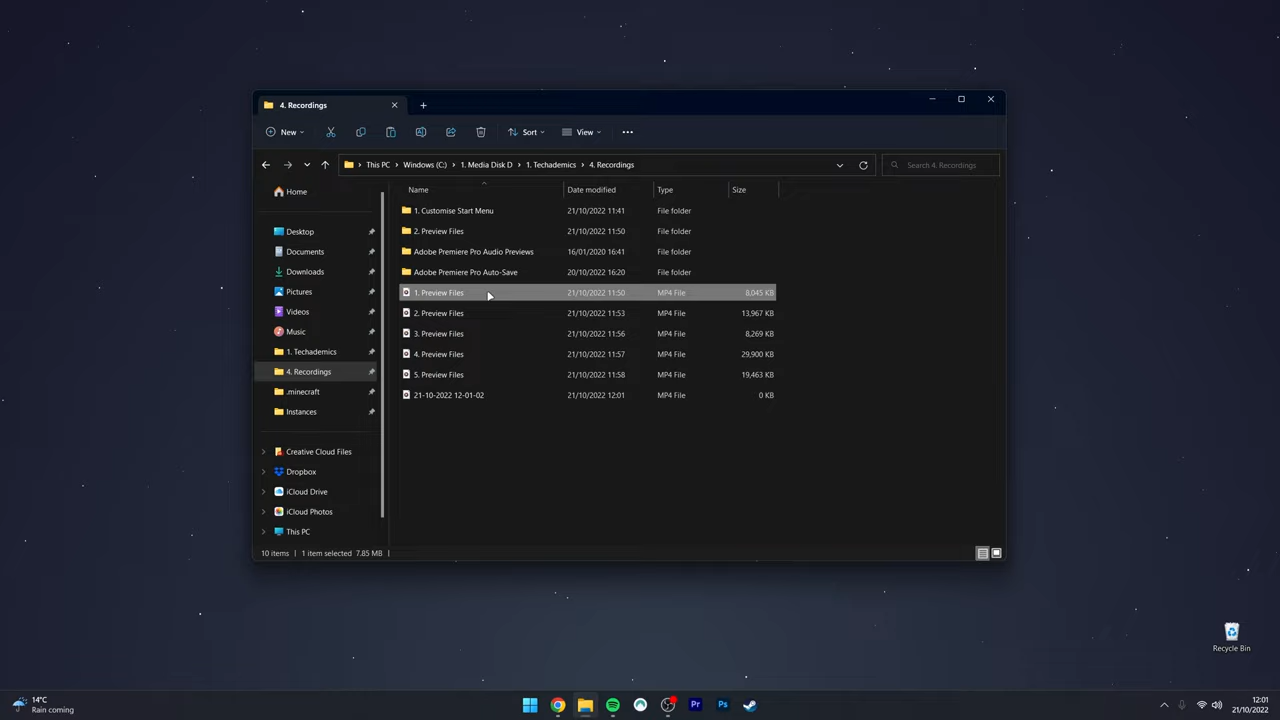 4. Recordings
New
Sort
View
This PC
Windows (C:)
1. Media Disk D
1. Techademics
4. Recordings
Search 4. Recordings
Home
Desktop
Documents
Downloads
Pictures
Videos
Music
1. Techademics
4. Recordings
.minecraft
Instances
Creative Cloud Files
Dropbox
iCloud Drive
iCloud Photos
This PC
Name Date modified Type Size
1. Customise Start Menu 21/10/2022 11:41 File folder
2. Preview Files 21/10/2022 11:50 File folder
Adobe Premiere Pro Audio Previews 16/01/2020 16:41 File folder
Adobe Premiere Pro Auto-Save 20/10/2022 16:20 File folder
1. Preview Files 21/10/2022 11:50 MP4 File 8,045 KB
2. Preview Files 21/10/2022 11:53 MP4 File 13,967 KB
3. Preview Files 21/10/2022 11:56 MP4 File 8,269 KB
4. Preview Files 21/10/2022 11:57 MP4 File 29,900 KB
5. Preview Files 21/10/2022 11:58 MP4 File 19,463 KB
21-10-2022 12-01-02 21/10/2022 12:01 MP4 File 0 KB
10 items 1 item selected 7.85 MB
Recycle Bin
14°C
Rain coming
Pr
Ps
12:01
21/10/2022